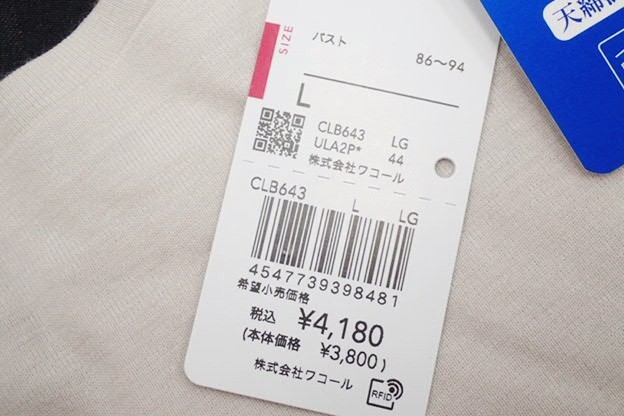 SIZE
バスト 86〜94
L
CLB643 LG
ULA2P* 44
株式会社ワコール
CLB643 L LG
4547739398481
希望小売価格
税込 ¥4,180
(本体価格 ¥3,800)
株式会社ワコール
RFID
天締